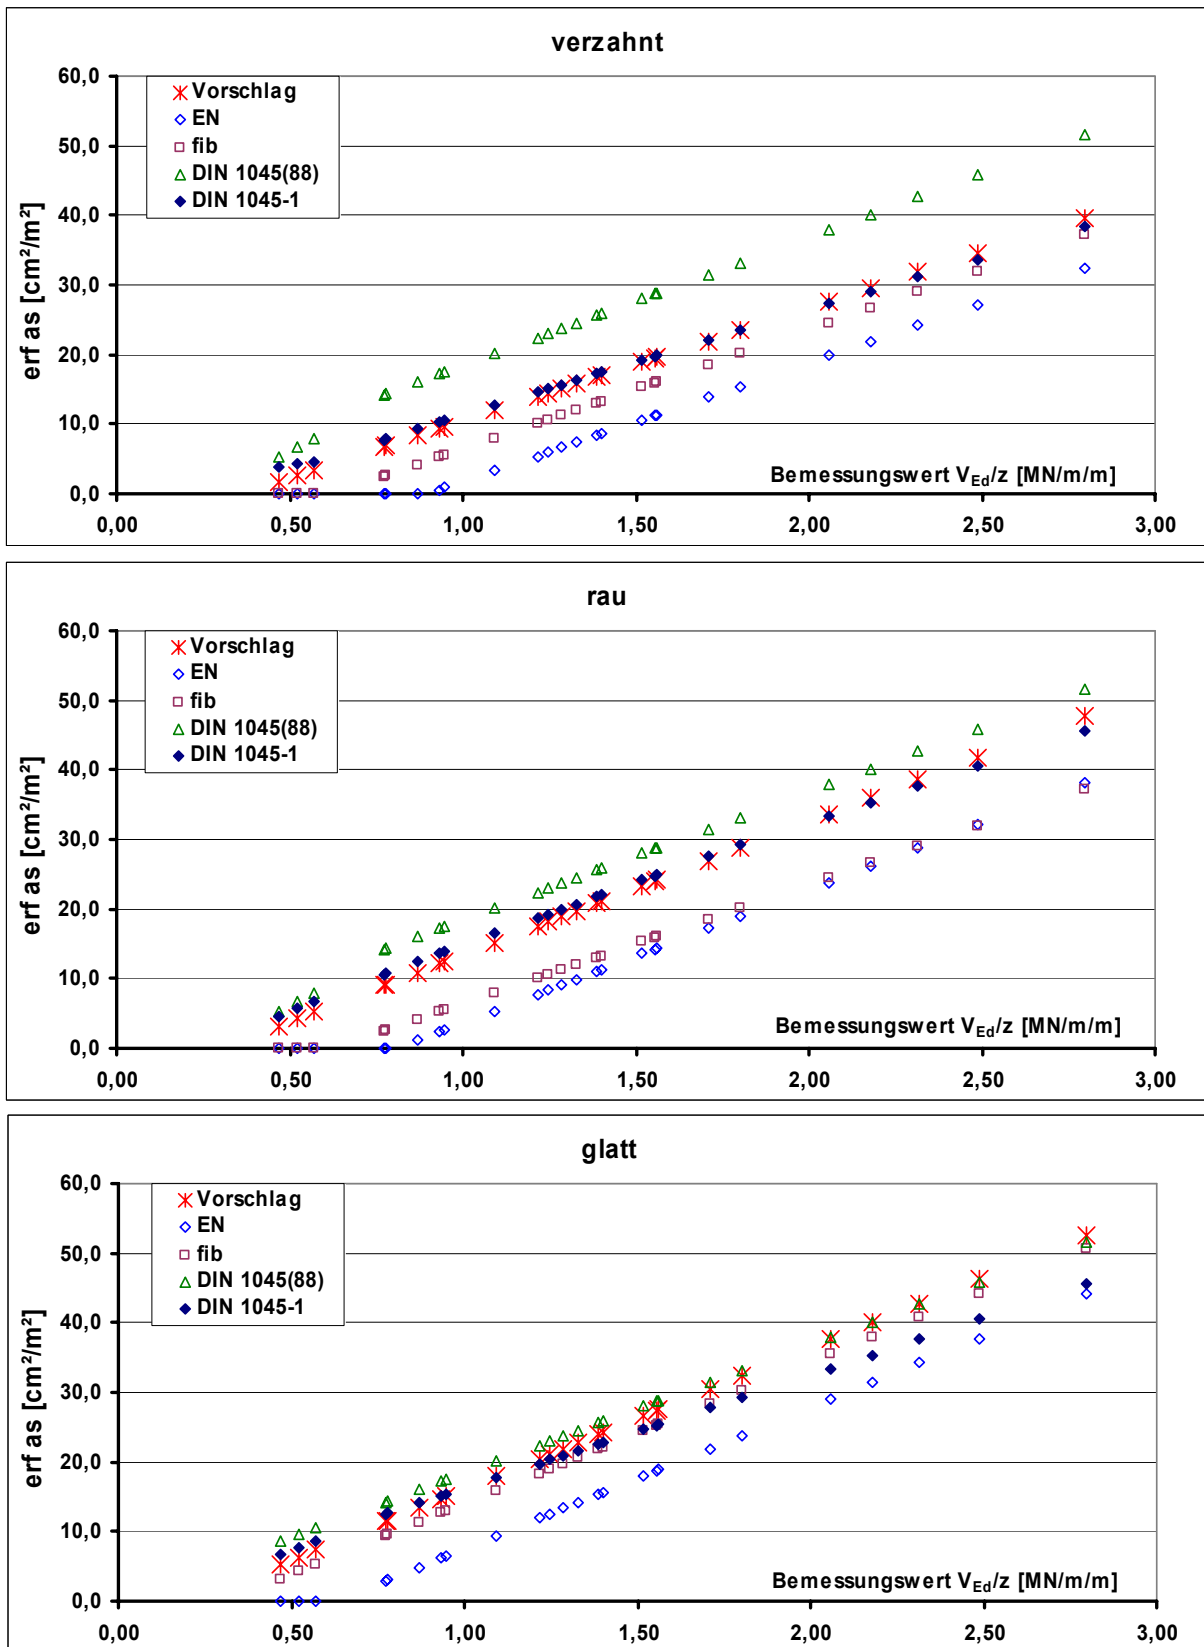 verzahnt
60,0
50,0
40,0
30,0
20,0
10,0
0,0
erf as [cm²/m²]
Vorschlag
EN
fib
DIN 1045(88)
DIN 1045-1
Bemessungswert V_Ed/z [MN/m/m]
0,00 0,50 1,00 1,50 2,00 2,50 3,00
rau
60,0
50,0
40,0
30,0
20,0
10,0
0,0
erf as [cm²/m²]
Vorschlag
EN
fib
DIN 1045(88)
DIN 1045-1
Bemessungswert V_Ed/z [MN/m/m]
0,00 0,50 1,00 1,50 2,00 2,50 3,00
glatt
60,0
50,0
40,0
30,0
20,0
10,0
0,0
erf as [cm²/m²]
Vorschlag
EN
fib
DIN 1045(88)
DIN 1045-1
Bemessungswert V_Ed/z [MN/m/m]
0,00 0,50 1,00 1,50 2,00 2,50 3,00